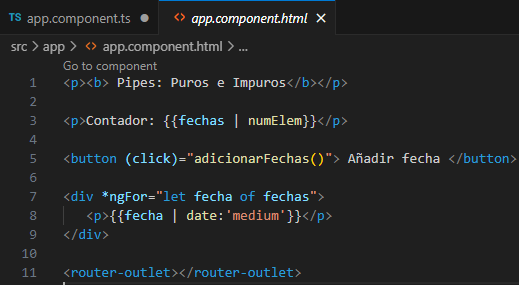 TS app.component.ts ● <> app.component.html ×
src > app > <> app.component.html > ...
Go to component
1 <p><b> Pipes: Puros e Impuros</b></p>
2
3 <p>Contador: {{fechas | numElem}}</p>
4
5 <button (click)="adicionarFechas()"> Añadir fecha </button>
6
7 <div *ngFor="let fecha of fechas">
8 <p>{{fecha | date:'medium'}}</p>
9 </div>
10
11 <router-outlet></router-outlet>